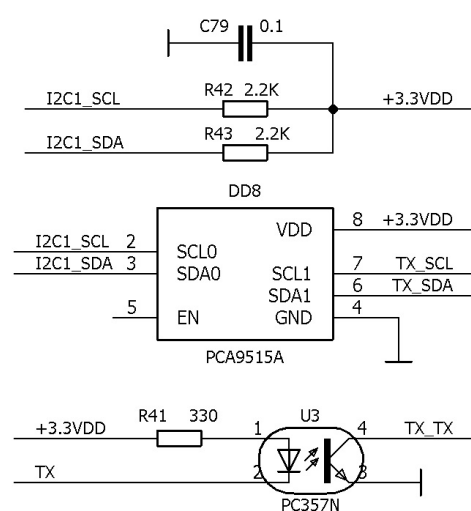 C79 0.1
I2C1_SCL R42 2.2K +3.3VDD
I2C1_SDA R43 2.2K
DD8
VDD 8 +3.3VDD
I2C1_SCL 2 SCL0
I2C1_SDA 3 SDA0 SCL1 7 TX_SCL
SDA1 6 TX_SDA
5 EN GND 4
PCA9515A
R41 330 U3
+3.3VDD 1 4 TX_TX
TX 2 3
PC357N